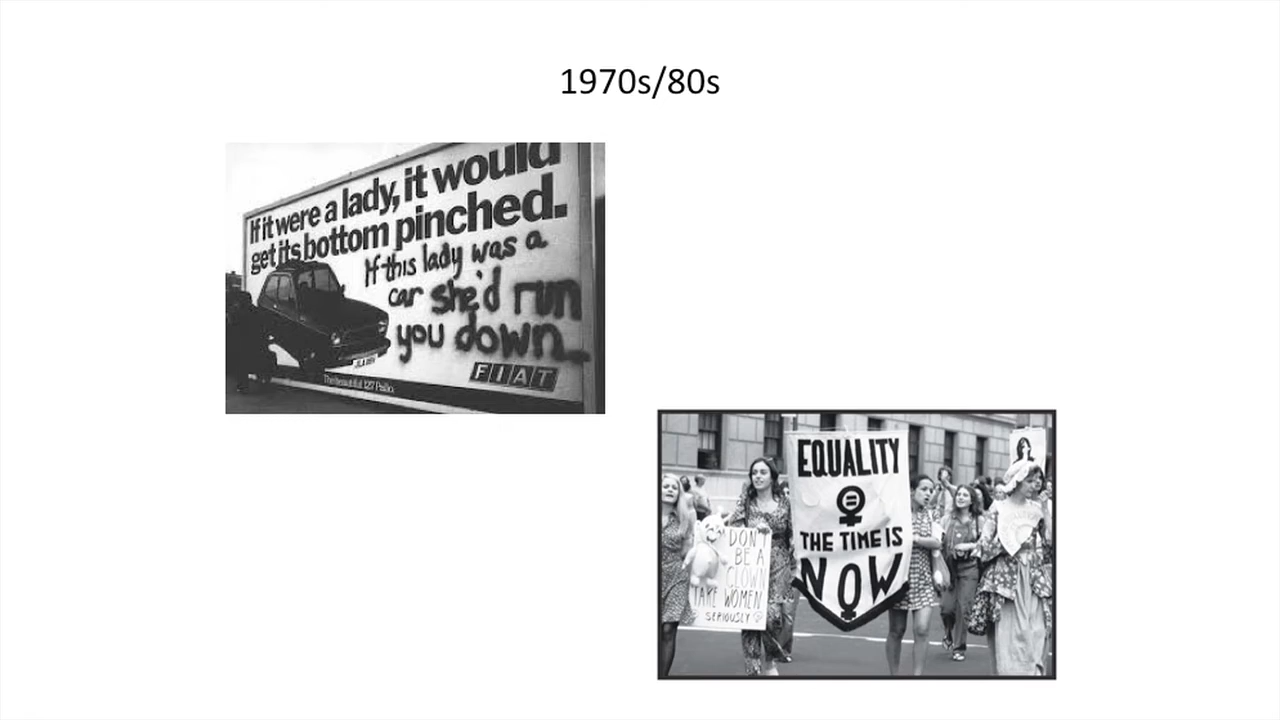 1970s/80s
If it were a lady, it would
get its bottom pinched.
If this lady was a
car she'd run
you down
FIAT
The beautiful 127 Palio.
EQUALITY
THE TIME IS
NOW
DON'T
BE A
CLOWN
TAKE WOMEN
SERIOUSLY